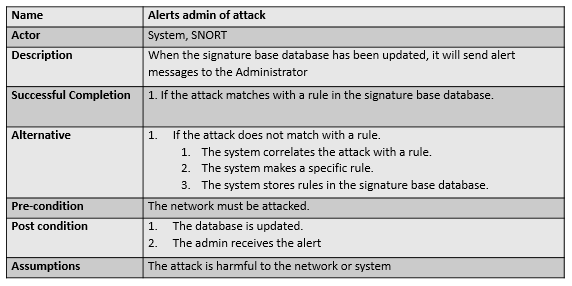 Name Alerts admin of attack
Actor System, SNORT
Description When the signature base database has been updated, it will send alert
messages to the Administrator
Successful Completion 1. If the attack matches with a rule in the signature base database.
Alternative 1. If the attack does not match with a rule.
1. The system correlates the attack with a rule.
2. The system makes a specific rule.
3. The system stores rules in the signature base database.
Pre-condition The network must be attacked.
Post condition 1. The database is updated.
2. The admin receives the alert
Assumptions The attack is harmful to the network or system